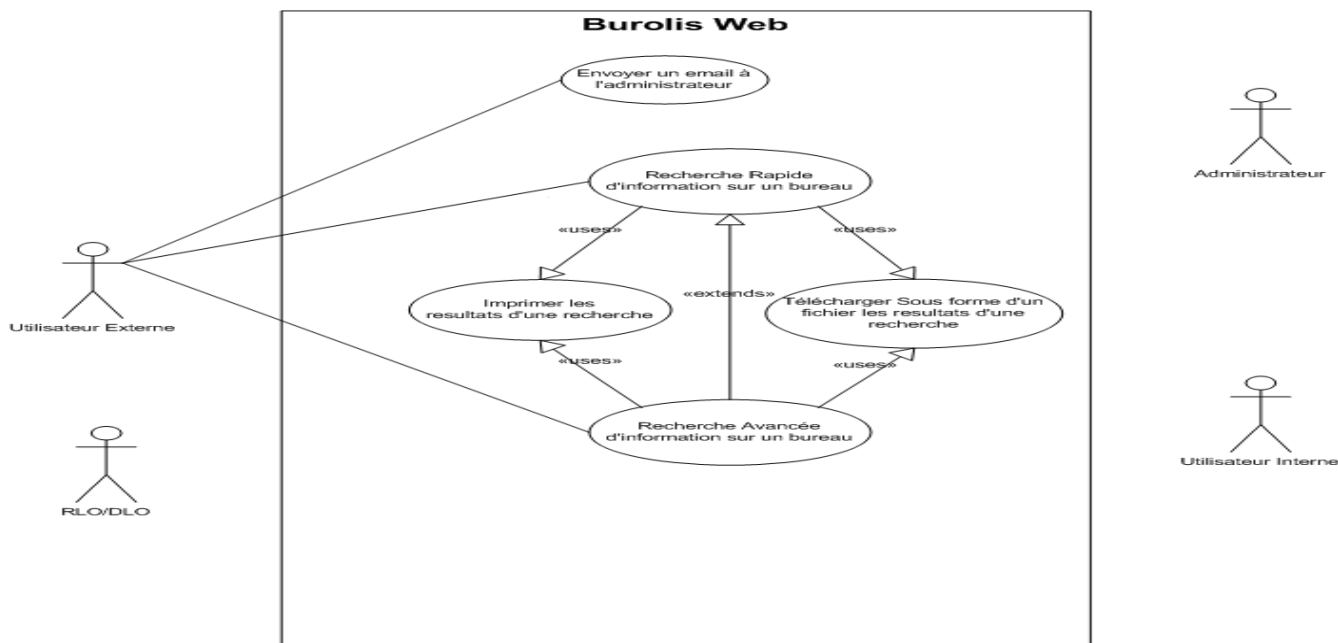 Burolis Web
Envoyer un email à
l'administrateur
Administrateur
Recherche Rapide
d'information sur un bureau
«uses»
«uses»
Utilisateur Externe
Imprimer les
resultats d'une recherche
«extends»
Télécharger Sous forme d'un
fichier les resultats d'une
recherche
«uses»
«uses»
Recherche Avancée
d'information sur un bureau
Utilisateur Interne
RLO/DLO